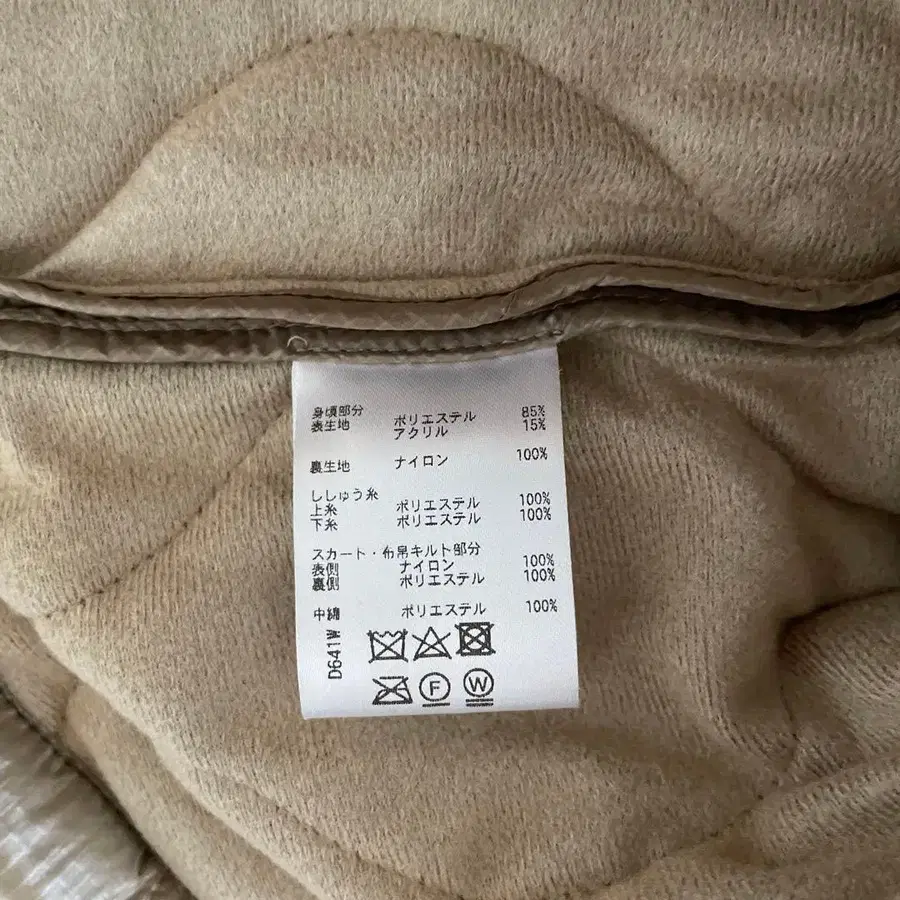 身頃部分
表生地 ポリエステル 85%
アクリル 15%
裏生地 ナイロン 100%
ししゅう糸
上糸 ポリエステル 100%
下糸 ポリエステル 100%
スカート・布帛キルト部分
表側 ナイロン 100%
裏側 ポリエステル 100%
中綿 ポリエステル 100%
D641W
F W